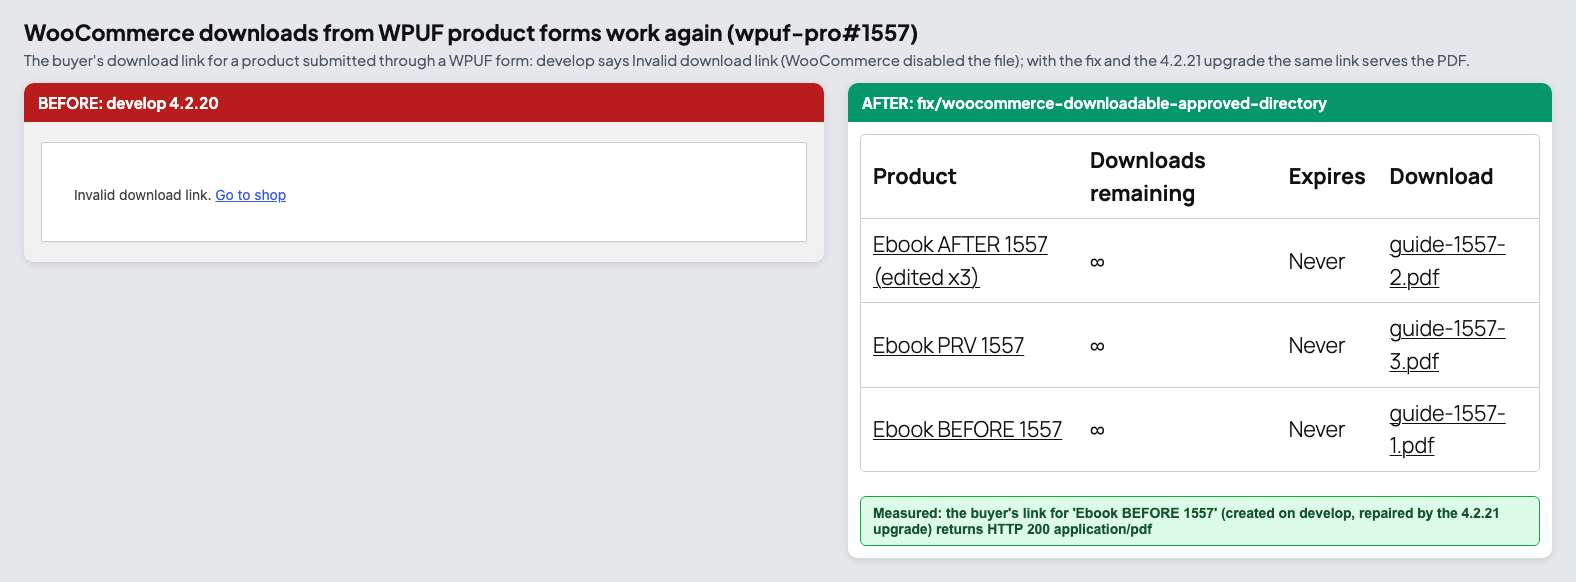 WooCommerce downloads from WPUF product forms work again (wpuf-pro#1557)
The buyer's download link for a product submitted through a WPUF form: develop says Invalid download link (WooCommerce disabled the file); with the fix and the 4.2.21 upgrade the same link serves the PDF.
BEFORE: develop 4.2.20
Invalid download link. Go to shop
AFTER: fix/woocommerce-downloadable-approved-directory
Product
Downloads
remaining
Expires
Download
Ebook AFTER 1557
(edited x3)
∞
Never
guide-1557-
2.pdf
Ebook PRV 1557
∞
Never
guide-1557-
3.pdf
Ebook BEFORE 1557
∞
Never
guide-1557-
1.pdf
Measured: the buyer's link for 'Ebook BEFORE 1557' (created on develop, repaired by the 4.2.21
upgrade) returns HTTP 200 application/pdf